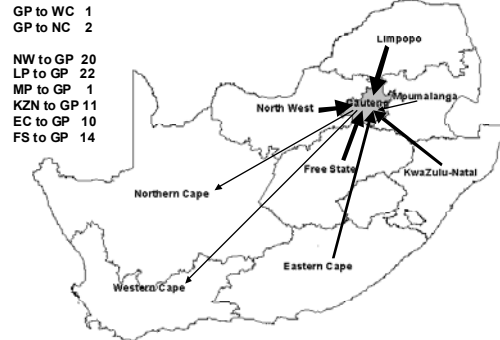 GP to WC 1
GP to NC 2
NW to GP 20
LP to GP 22
MP to GP 1
KZN to GP 11
EC to GP 10
FS to GP 14
Limpopo
Mpumalanga
Gauteng
North West
Free State
KwaZulu-Natal
Northern Cape
Eastern Cape
Western Cape